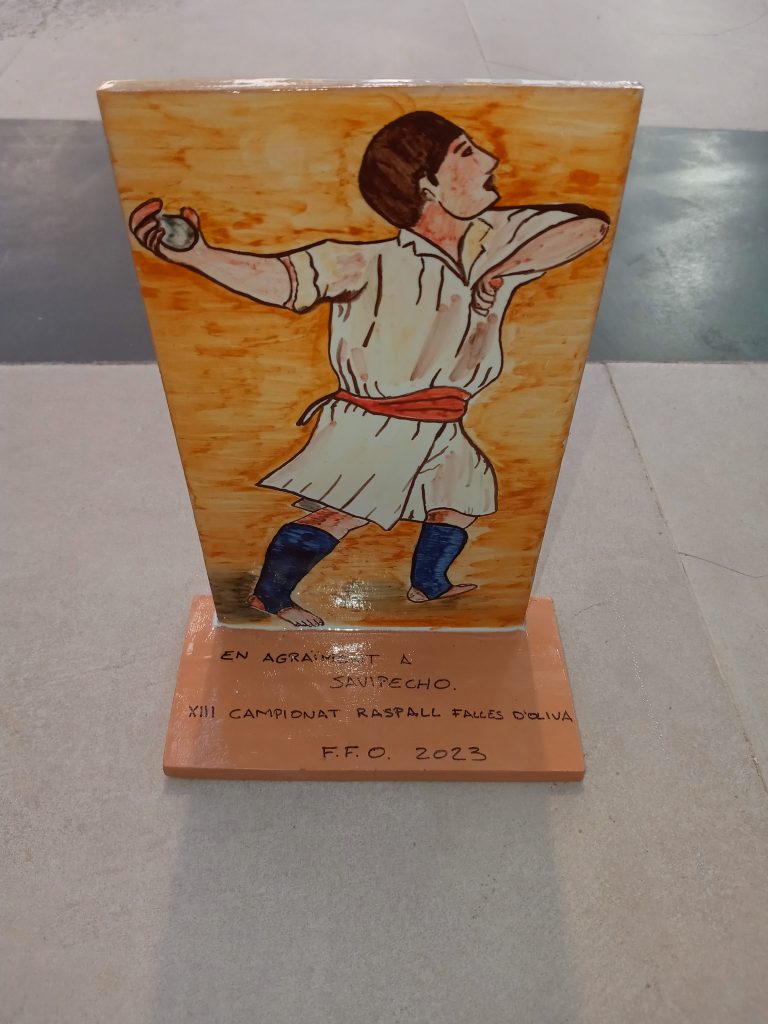 EN AGRAÏMENT A
SAVIPECHO.
XIII CAMPIONAT RASPALL FALLES D'OLIVA
F.F.O. 2023